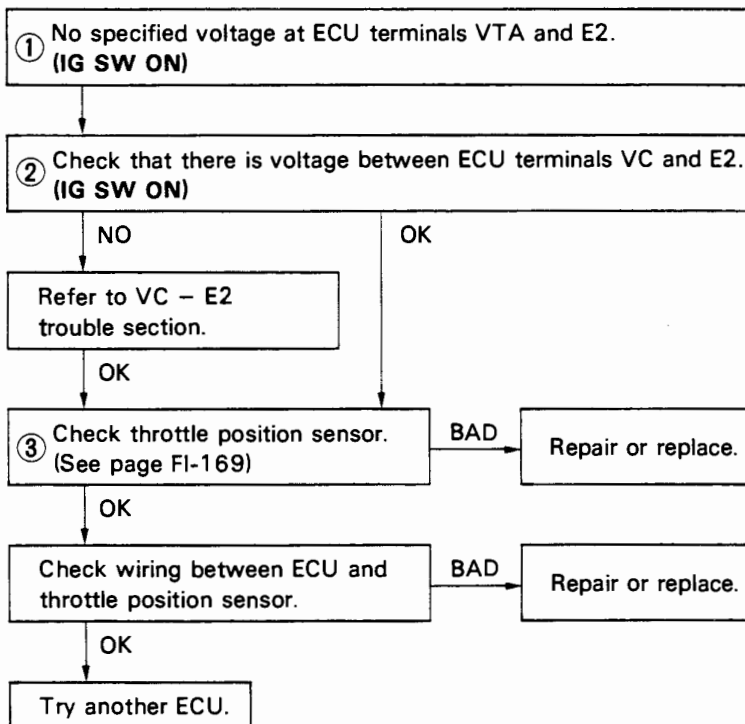 ① No specified voltage at ECU terminals VTA and E2.
(IG SW ON)
② Check that there is voltage between ECU terminals VC and E2.
(IG SW ON)
NO
OK
Refer to VC – E2
trouble section.
OK
③ Check throttle position sensor.
(See page FI-169)
BAD
Repair or replace.
OK
Check wiring between ECU and
throttle position sensor.
BAD
Repair or replace.
OK
Try another ECU.